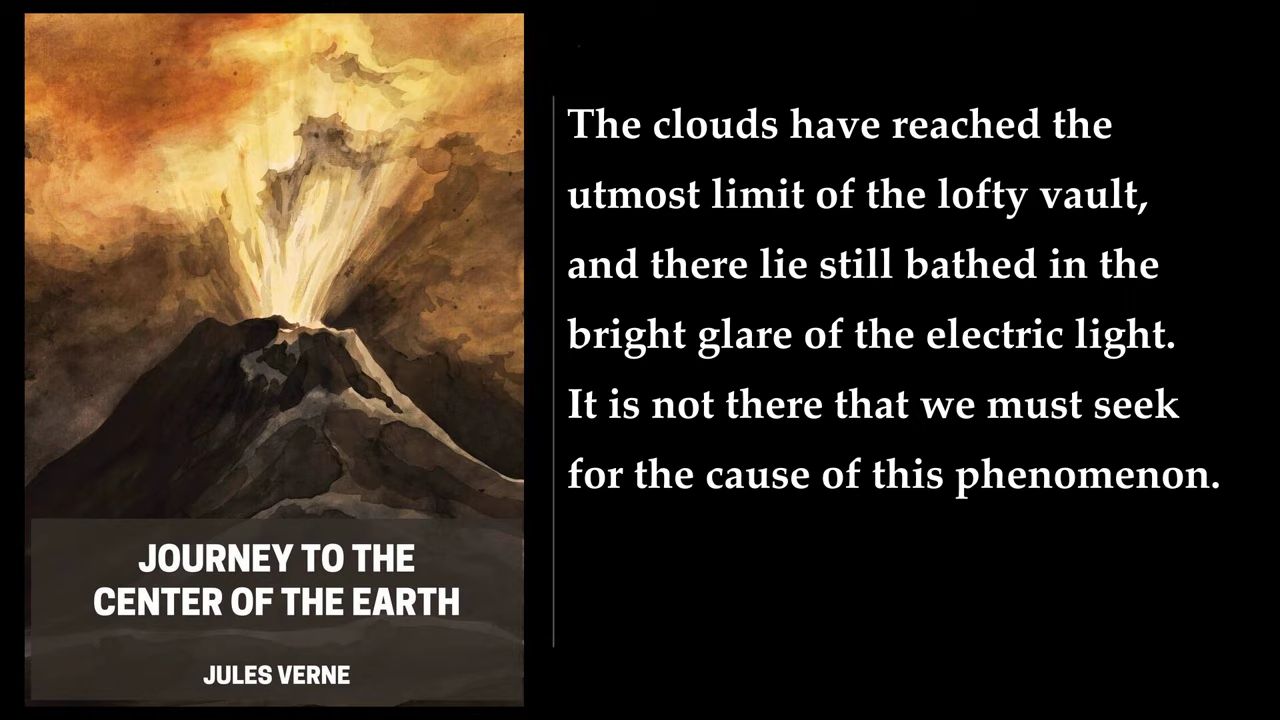 JOURNEY TO THE
CENTER OF THE EARTH
JULES VERNE
The clouds have reached the
utmost limit of the lofty vault,
and there lie still bathed in the
bright glare of the electric light.
It is not there that we must seek
for the cause of this phenomenon.